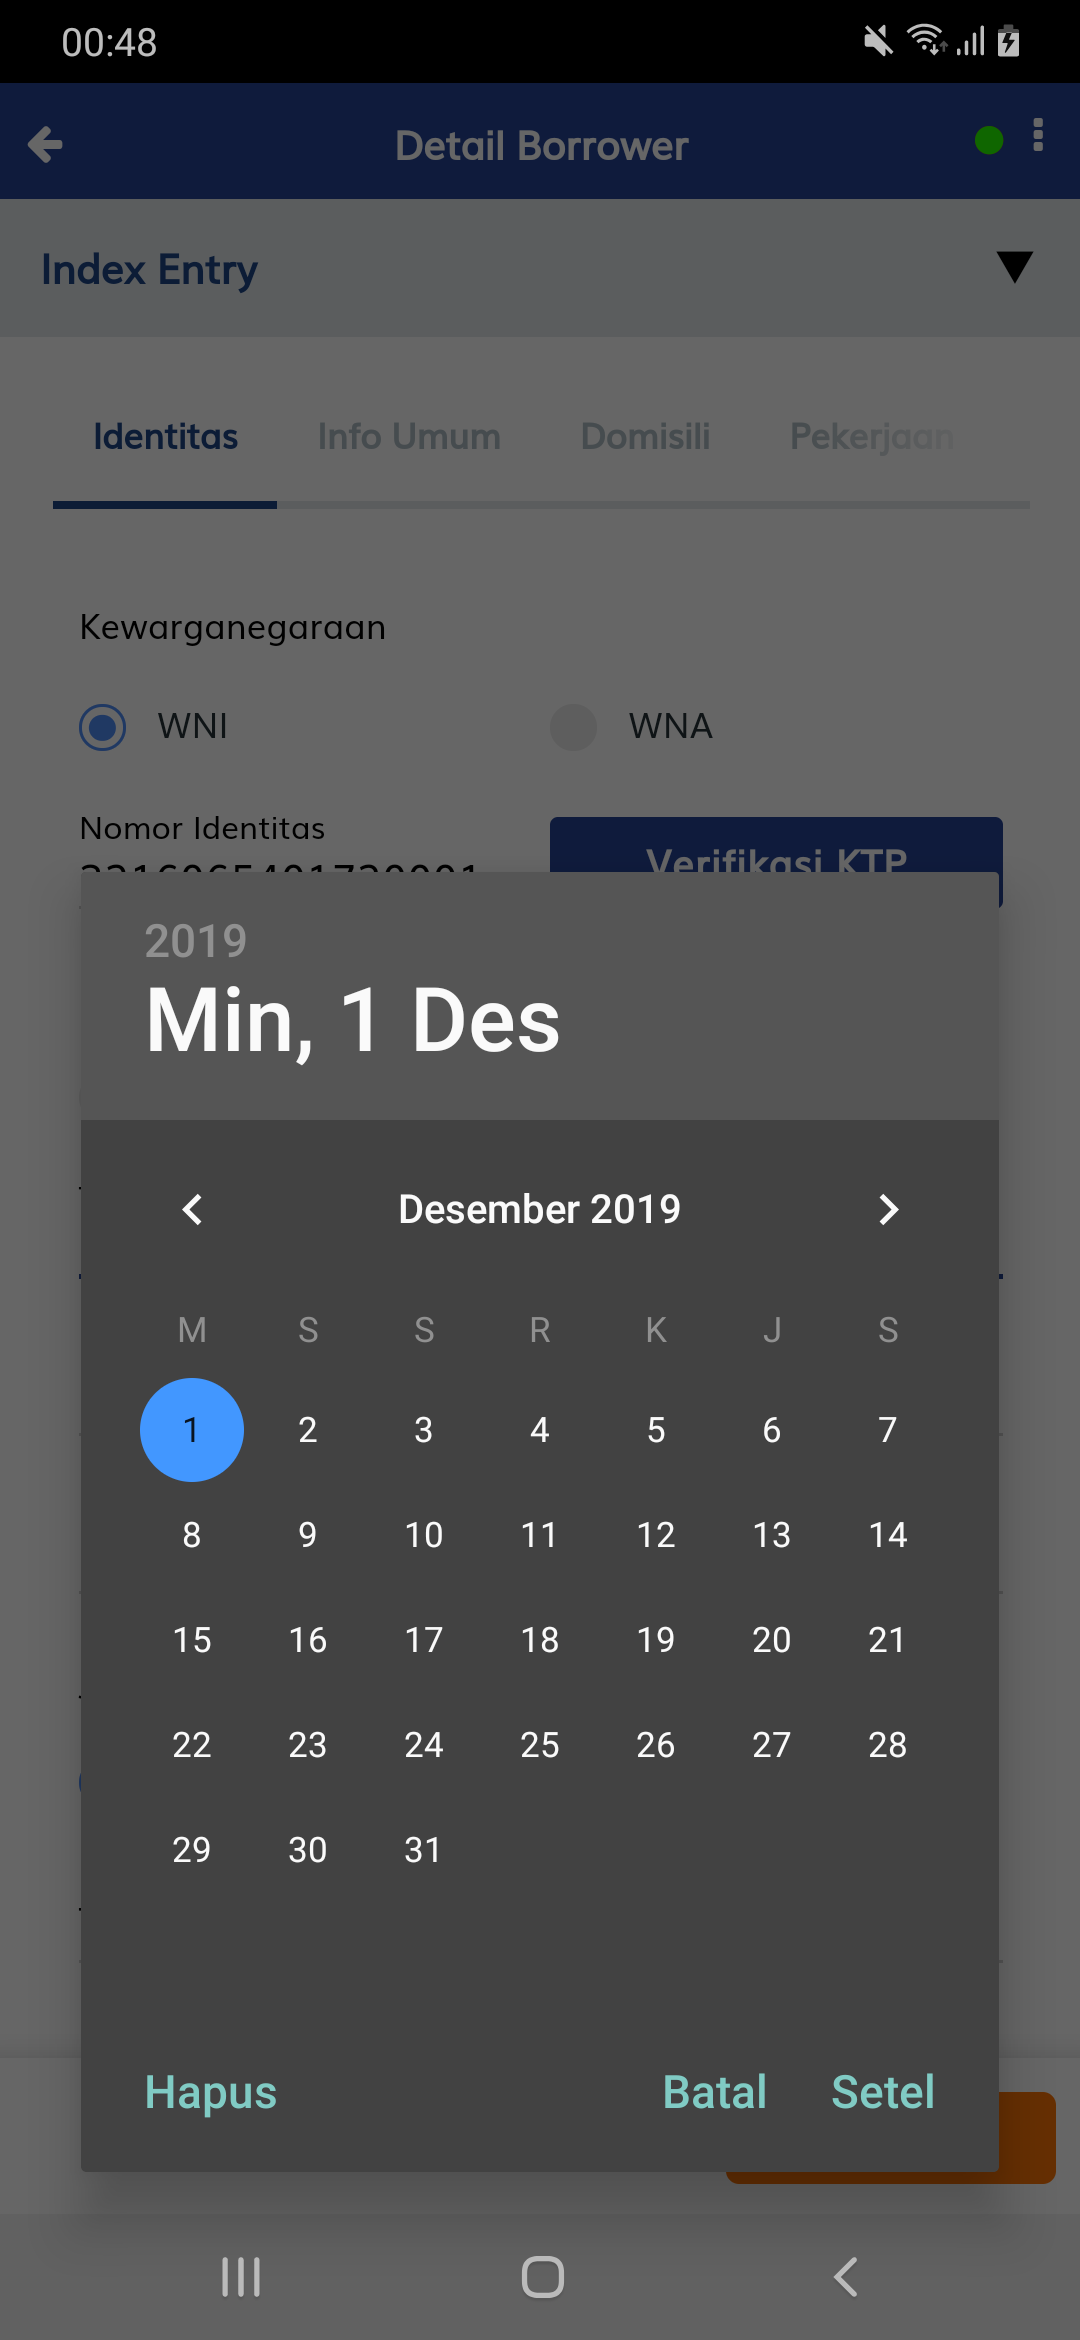 00:48
Detail Borrower
Index Entry
Identitas Info Umum Domisili Pekerjaan
Kewarganegaraan
WNI WNA
Nomor Identitas
Verifikasi KTP
2019
Min, 1 Des
Desember 2019
M S S R K J S
1 2 3 4 5 6 7
8 9 10 11 12 13 14
15 16 17 18 19 20 21
22 23 24 25 26 27 28
29 30 31
Hapus Batal Setel